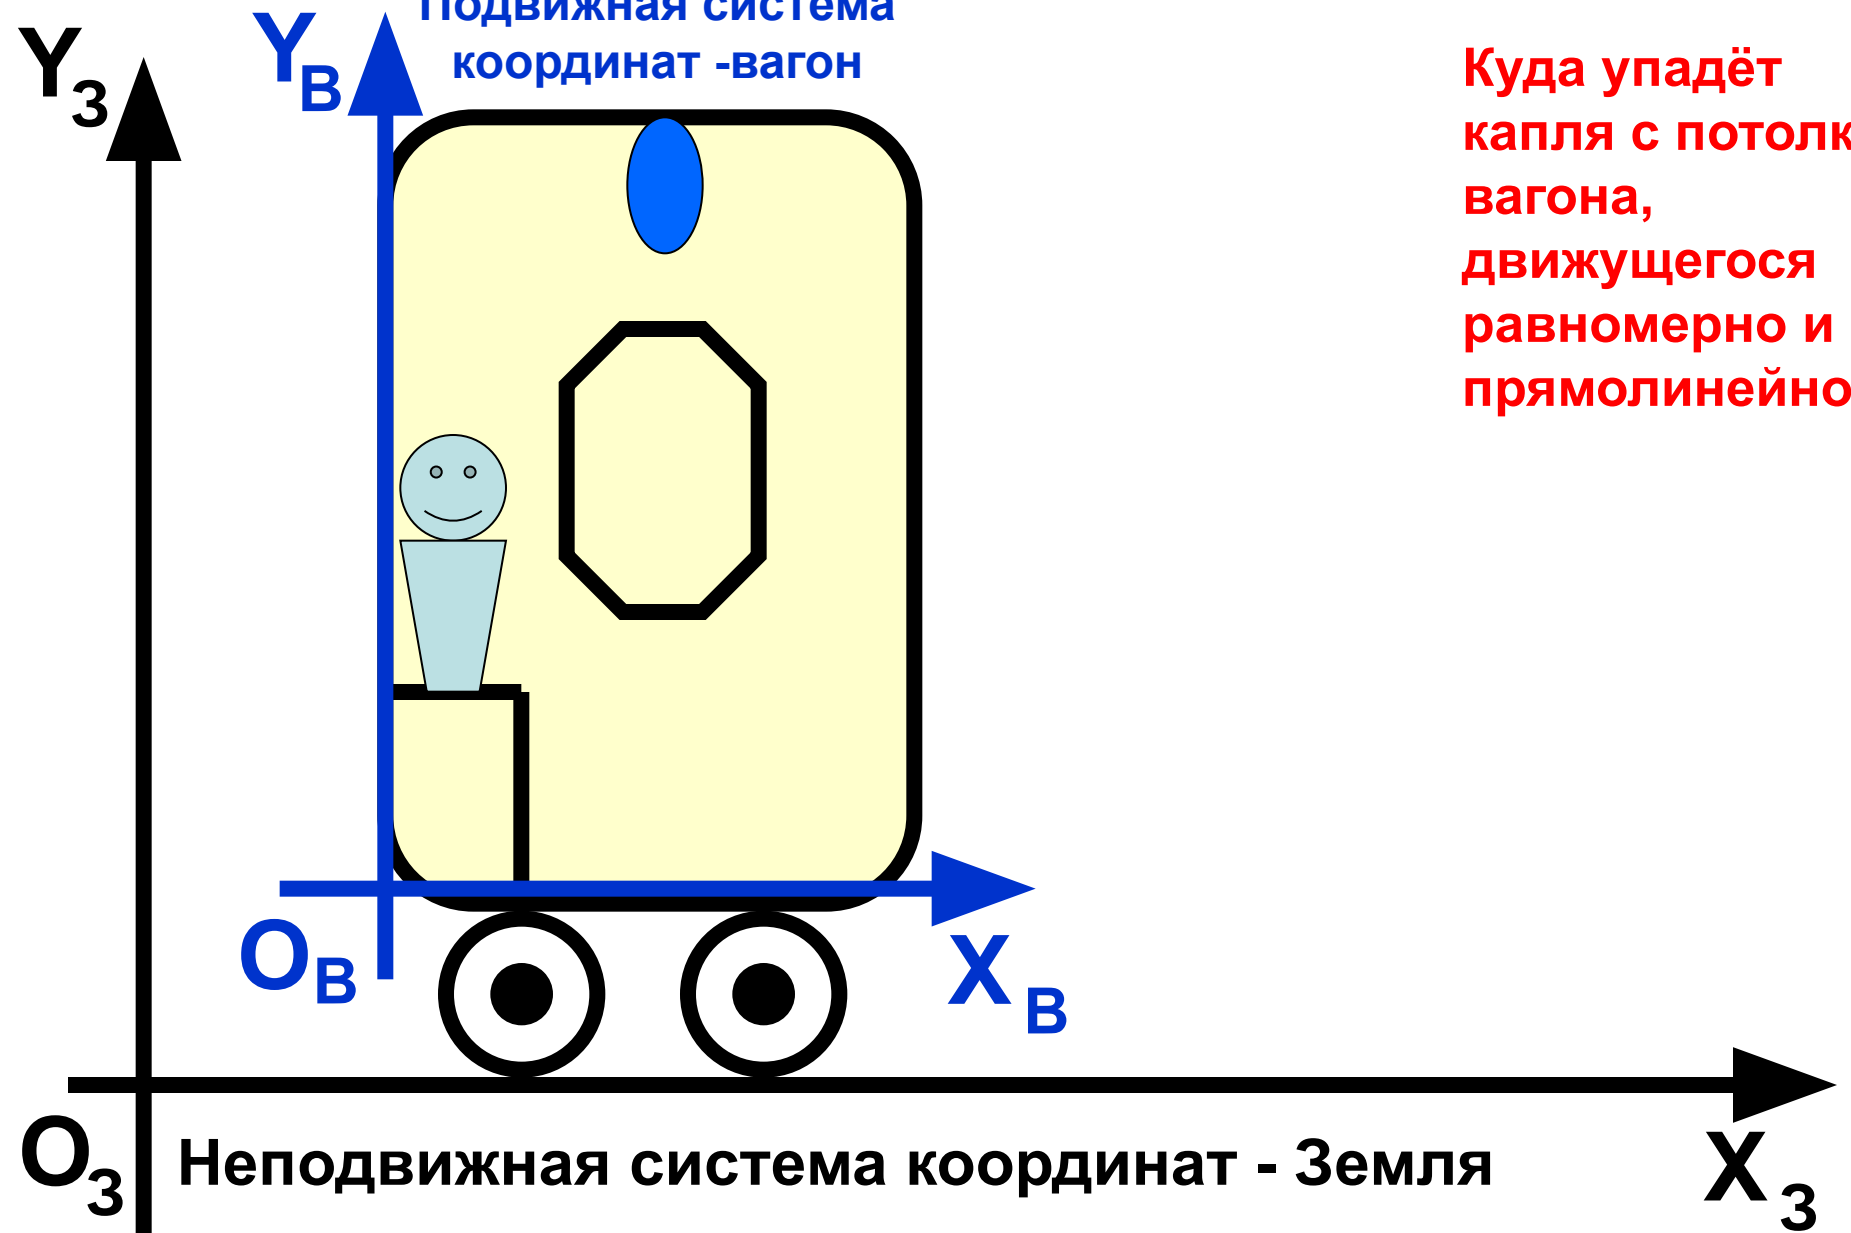 Подвижная система
координат -вагон
Y З
Y В
Куда упадёт
капля с потолк
вагона,
движущегося
равномерно и
прямолинейно
O В
X В
O З
Неподвижная система координат - Земля
X З